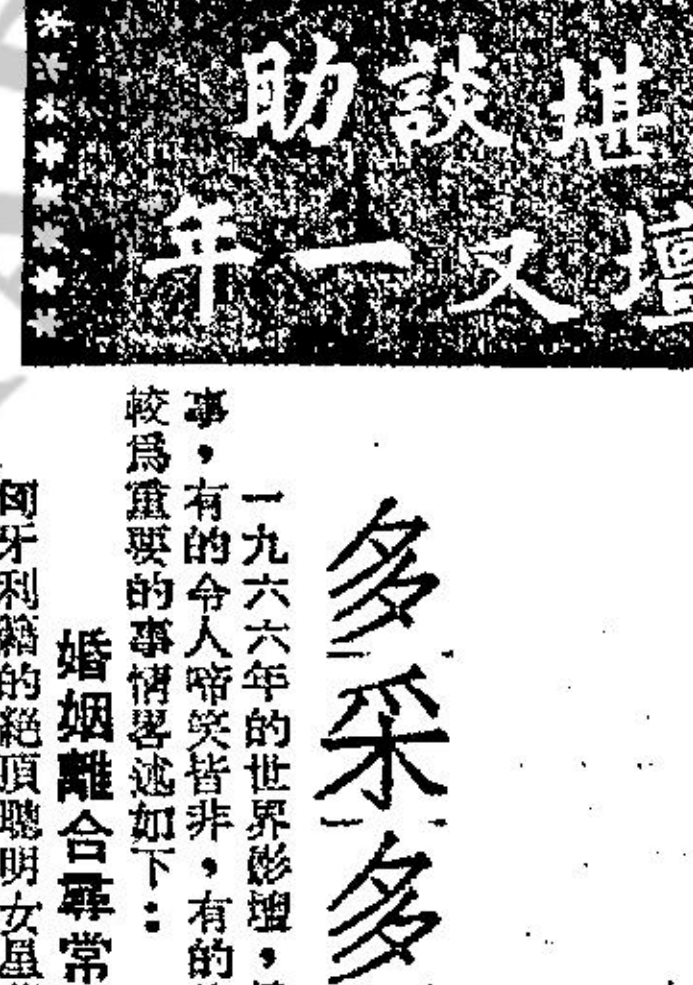 堪談助
壇又一年
多采多
一九六六年的世界影壇，
事，有的令人啼笑皆非，有的
較爲重要的事情畧述如下：
婚姻離合尋常
匈牙利籍的絕頂聰明女星